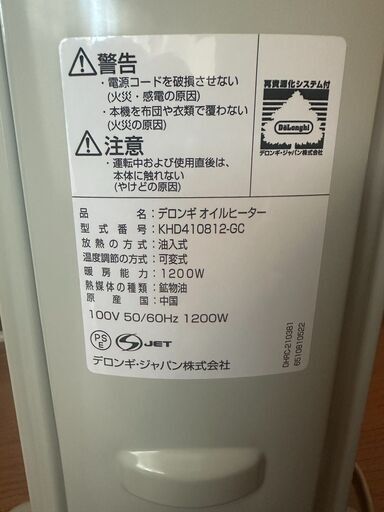 警告
・電源コードを破損させない
(火災・感電の原因)
・本機を布団や衣類で覆わない
(火災の原因)
注意
・運転中および使用直後は、
本体に触れない
(やけどの原因)
再資源化システム付
DeLonghi
デロンギ・ジャパン株式会社
品名：デロンギ オイルヒーター
型式番号：KHD410812-GC
放熱の方式：油入式
温度調節の方式：可変式
暖房能力：1200W
熱媒体の種類：鉱物油
原産国：中国
100V 50/60Hz 1200W
PSE
S JET
デロンギ・ジャパン株式会社
DHRC-210381
6510810522